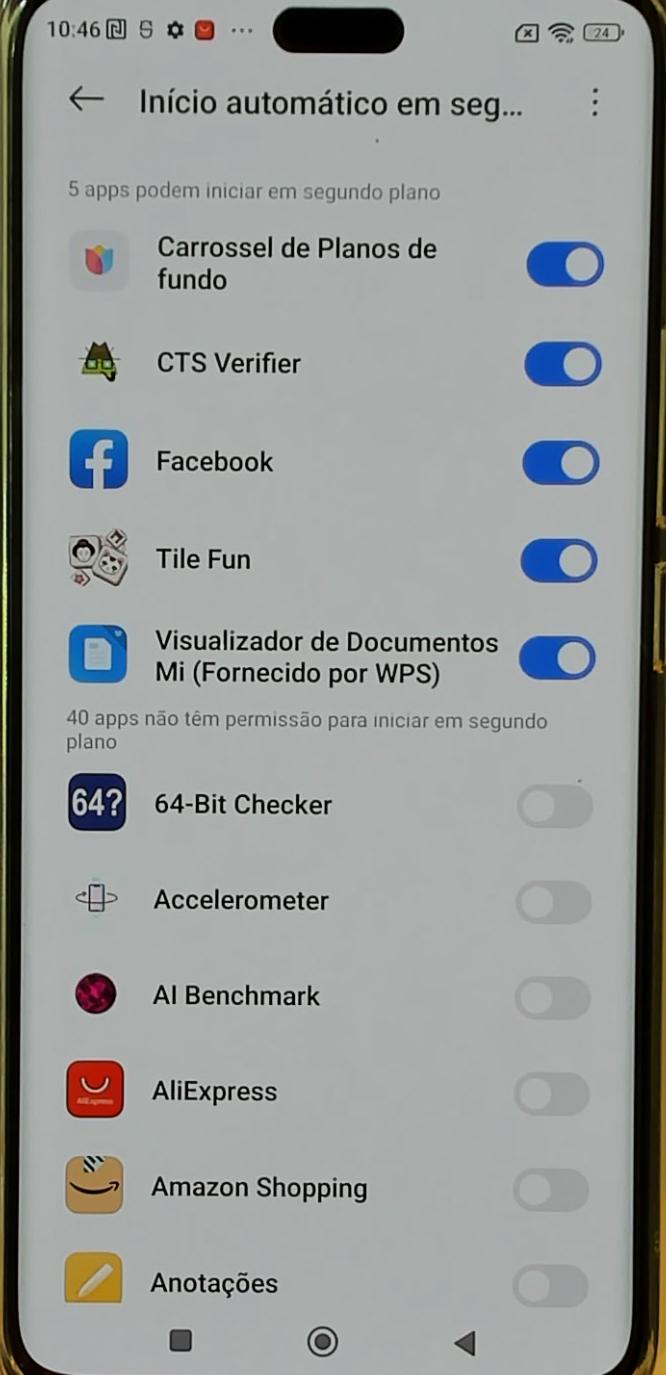 10:46 24
Início automático em seg...
5 apps podem iniciar em segundo plano
Carrossel de Planos de
fundo
CTS Verifier
Facebook
Tile Fun
Visualizador de Documentos
Mi (Fornecido por WPS)
40 apps não têm permissão para iniciar em segundo
plano
64?
64-Bit Checker
Accelerometer
AI Benchmark
AliExpress
AliExpress
Amazon Shopping
Anotações